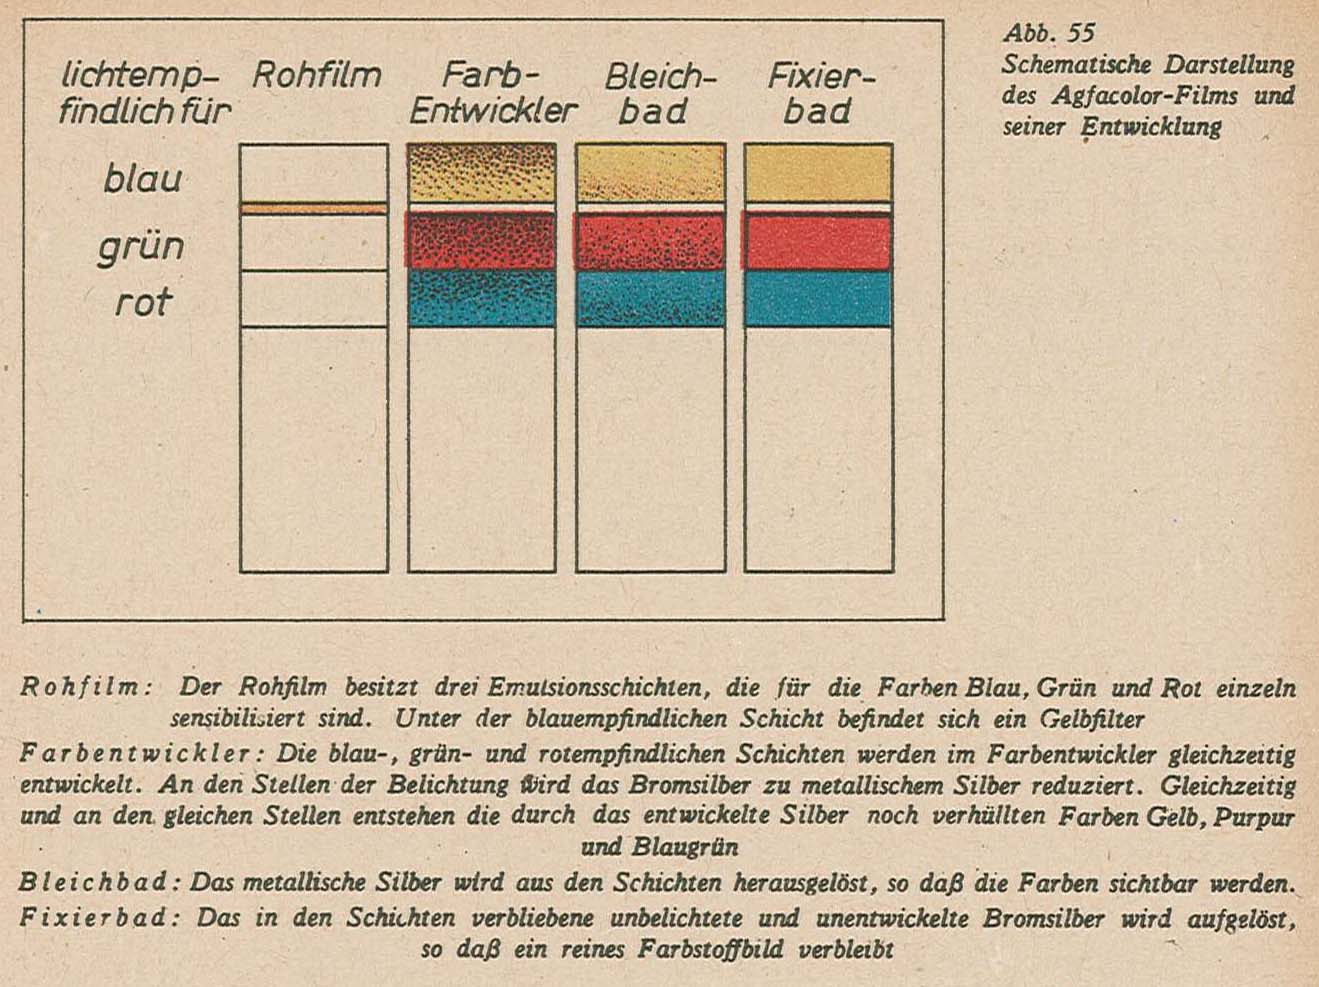 Abb. 55
Schematische Darstellung
des Agfacolor-Films und
seiner Entwicklung
lichtemp-
findlich für
Rohfilm
Farb-
Entwickler
Bleich-
bad
Fixier-
bad
blau
grün
rot
Rohfilm: Der Rohfilm besitzt drei Emulsionsschichten, die für die Farben Blau, Grün und Rot einzeln
sensibilisiert sind. Unter der blauempfindlichen Schicht befindet sich ein Gelbfilter
Farbentwickler: Die blau-, grün- und rotempfindlichen Schichten werden im Farbentwickler gleichzeitig
entwickelt. An den Stellen der Belichtung wird das Bromsilber zu metallischem Silber reduziert. Gleichzeitig
und an den gleichen Stellen entstehen die durch das entwickelte Silber noch verhüllten Farben Gelb, Purpur
und Blaugrün
Bleichbad: Das metallische Silber wird aus den Schichten herausgelöst, so daß die Farben sichtbar werden.
Fixierbad: Das in den Schichten verbliebene unbelichtete und unentwickelte Bromsilber wird aufgelöst,
so daß ein reines Farbstoffbild verbleibt